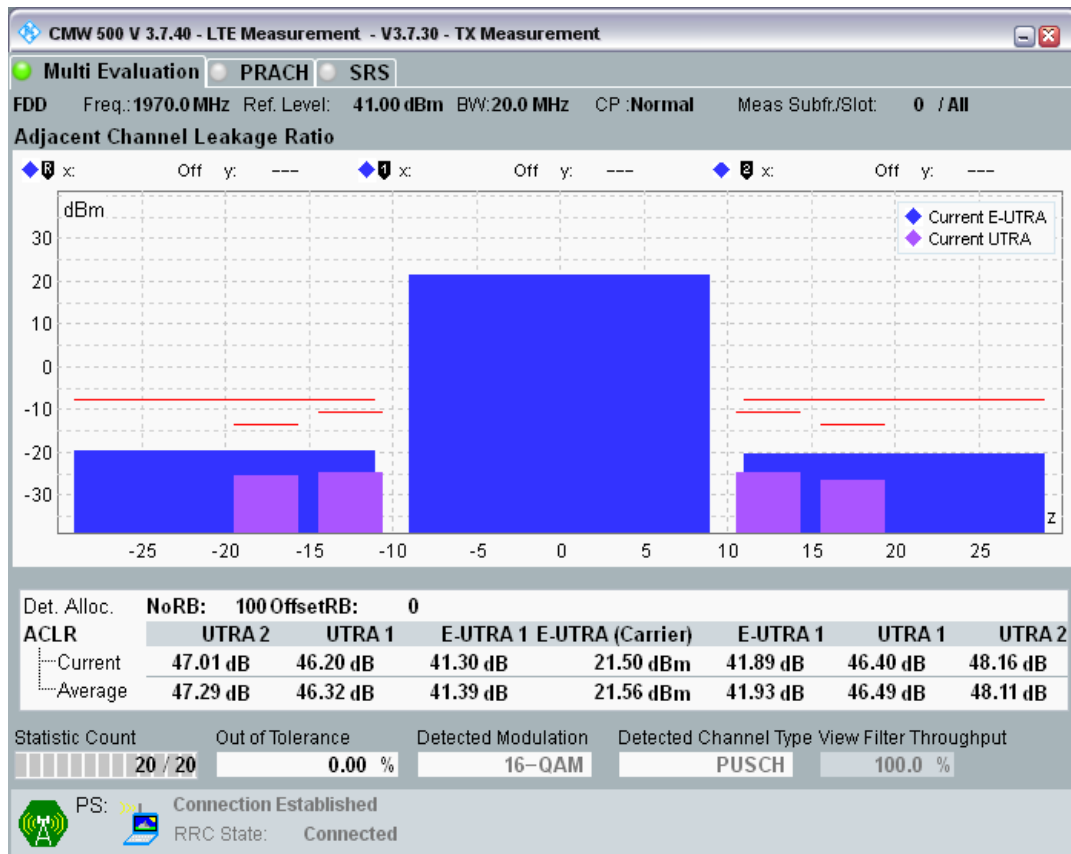 CMW 500 V 3.7.40 - LTE Measurement - V3.7.30 - TX Measurement
Multi Evaluation PRACH SRS
FDD Freq.:1970.0 MHz Ref. Level: 41.00 dBm BW:20.0 MHz CP :Normal Meas Subfr./Slot: 0 / All
Adjacent Channel Leakage Ratio
R x: Off y: --- 1 x: Off y: --- 2 x: Off y: ---
dBm
Current E-UTRA
Current UTRA
30
20
10
0
-10
-20
-30
z
-25 -20 -15 -10 -5 0 5 10 15 20 25
Det. Alloc. NoRB: 100 OffsetRB: 0
ACLR UTRA 2 UTRA 1 E-UTRA 1 E-UTRA (Carrier) E-UTRA 1 UTRA 1 UTRA 2
Current 47.01 dB 46.20 dB 41.30 dB 21.50 dBm 41.89 dB 46.40 dB 48.16 dB
Average 47.29 dB 46.32 dB 41.39 dB 21.56 dBm 41.93 dB 46.49 dB 48.11 dB
Statistic Count Out of Tolerance Detected Modulation Detected Channel Type View Filter Throughput
20 / 20 0.00 % 16-QAM PUSCH 100.0 %
PS: Connection Established
RRC State: Connected